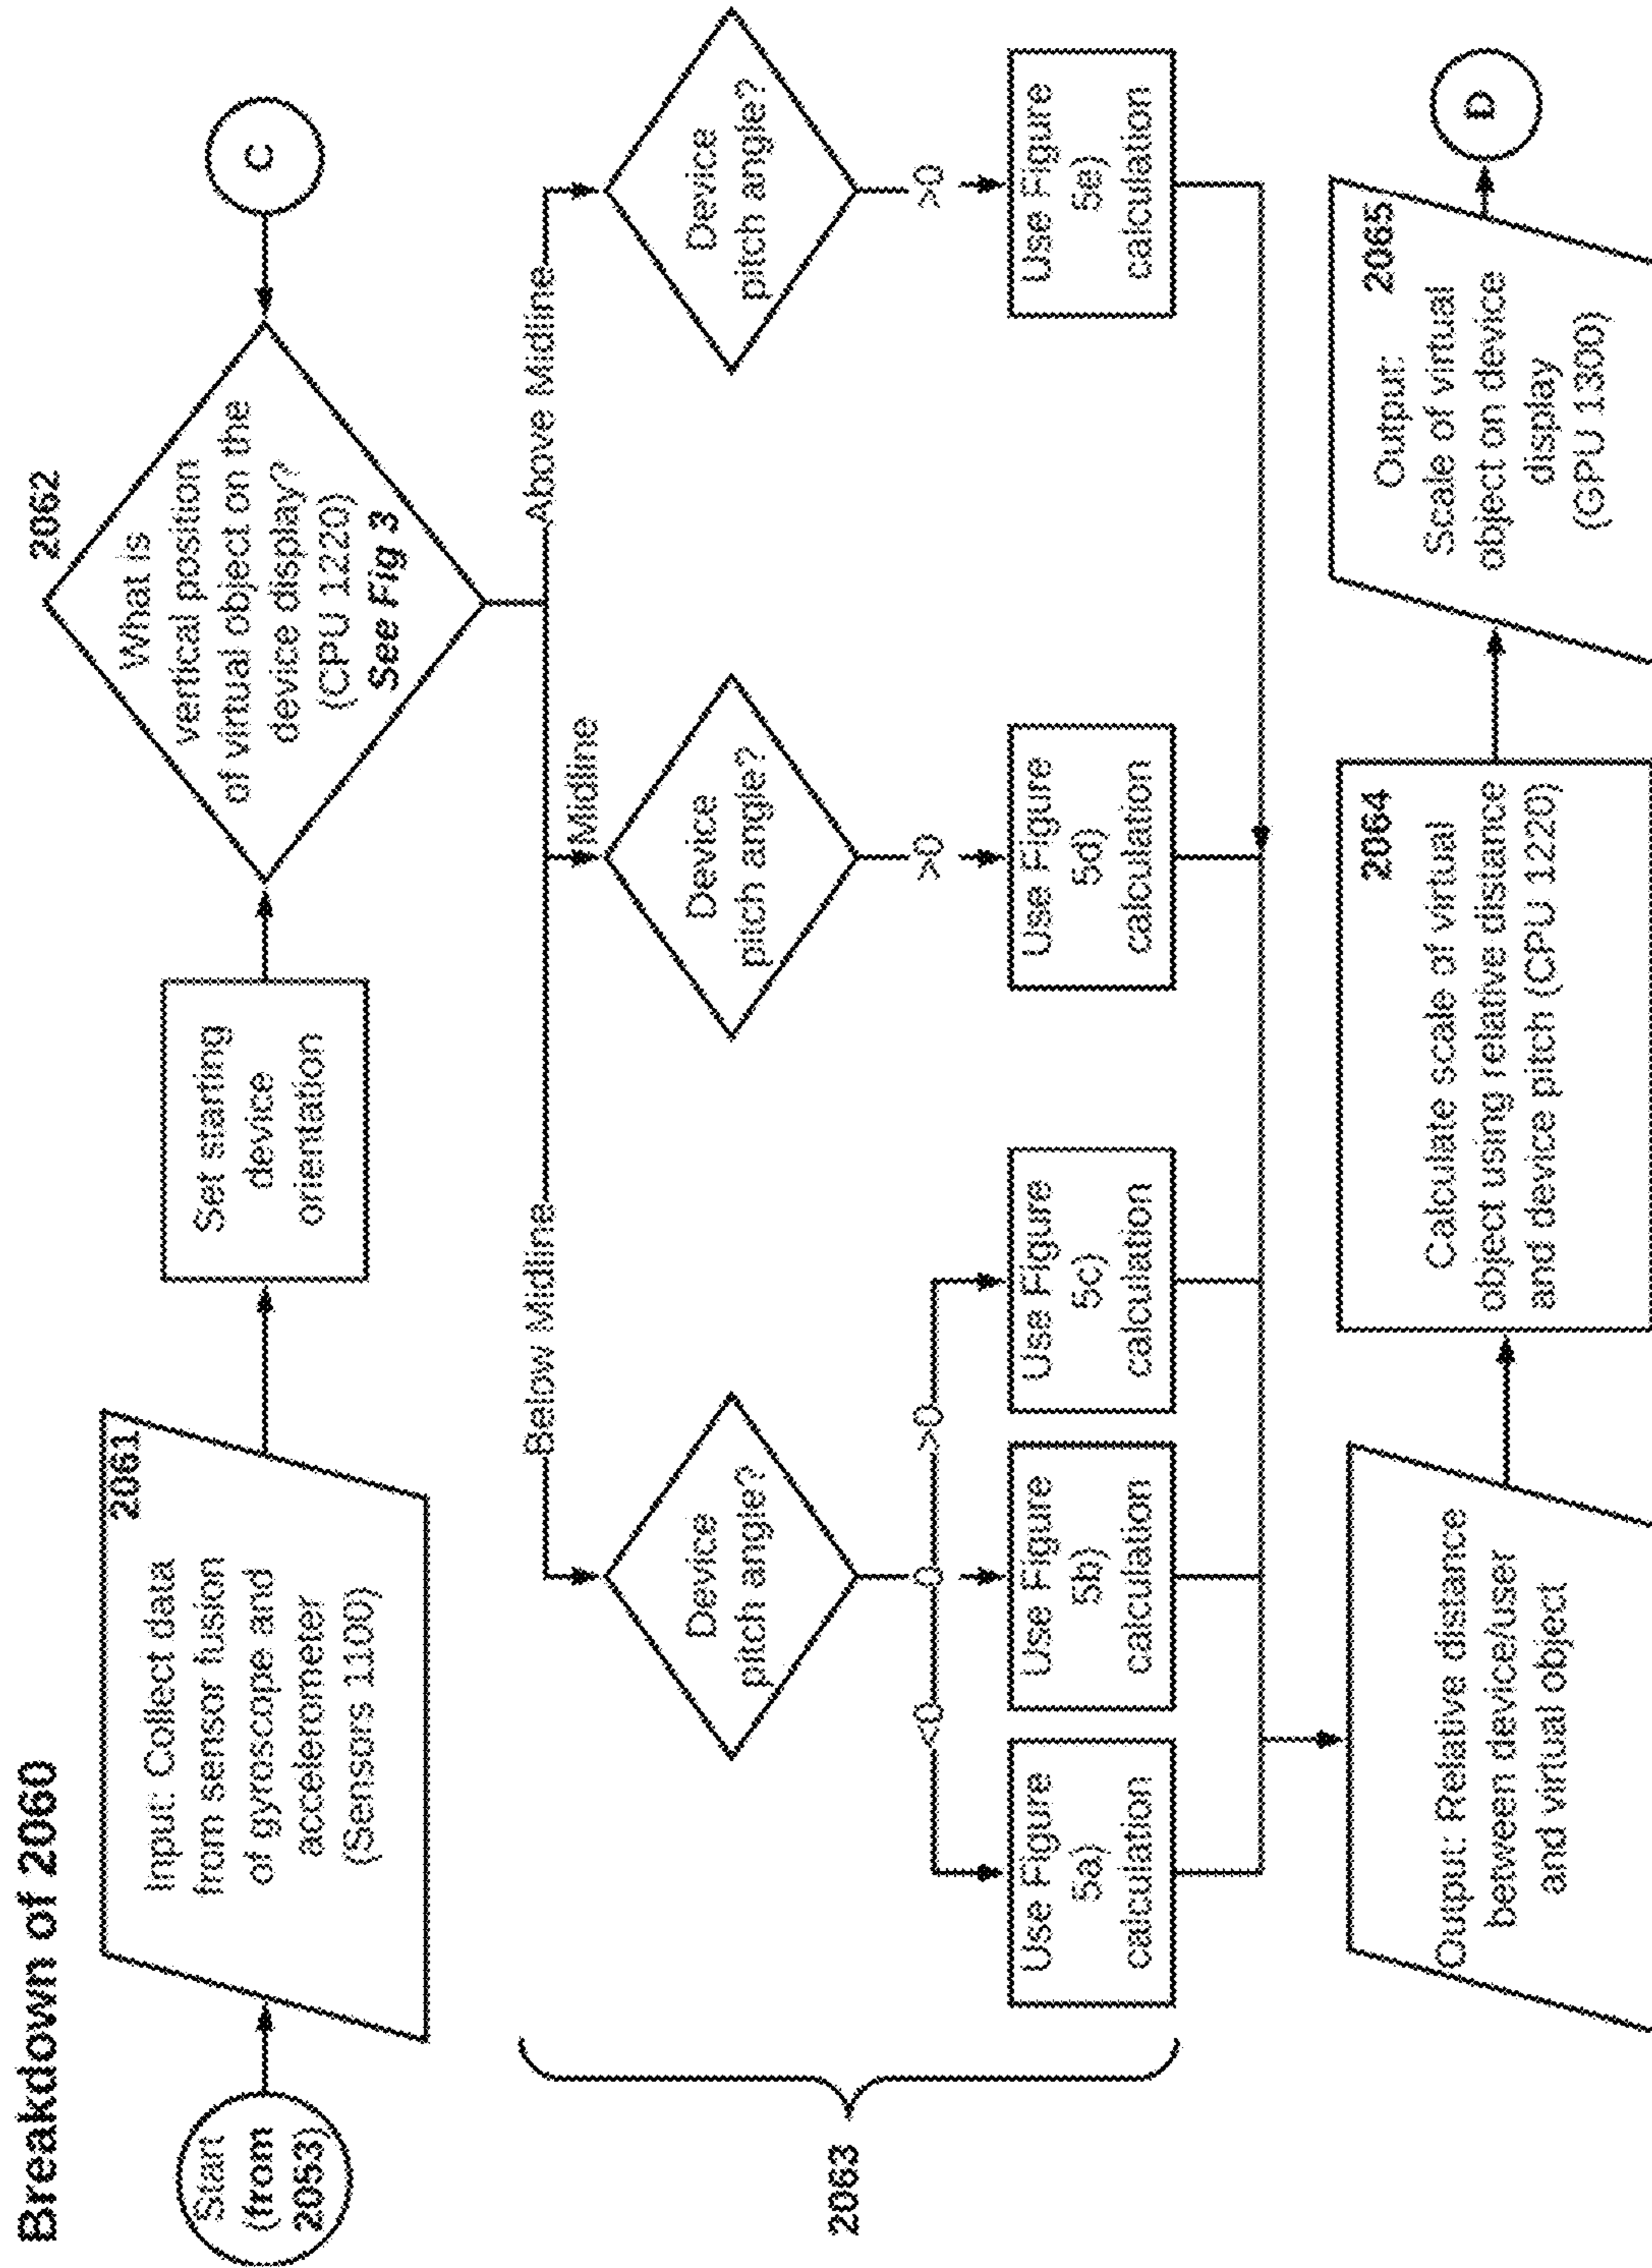 Breakdown of 2060
Start
(from
2053)
2061
Input: Collect data
from sensor fusion
of gyroscope and
accelerometer
(Sensors 1100)
Set starting
device
orientation
2062
What is
vertical position
of virtual object on the
device display?
(CPU 1220)
See Fig 3
C
2063
Below Midline
Midline
Above Midline
Device
pitch angle?
Device
pitch angle?
Device
pitch angle?
<0
0
>0
>0
>0
Use Figure
5a)
calculation
Use Figure
5b)
calculation
Use Figure
5c)
calculation
Use Figure
5d)
calculation
Use Figure
5e)
calculation
Output: Relative distance
between device/user
and virtual object
2064
Calculate scale of virtual
object using relative distance
and device pitch (CPU 1220)
2065
Output:
Scale of virtual
object on device
display
(GPU 1300)
D